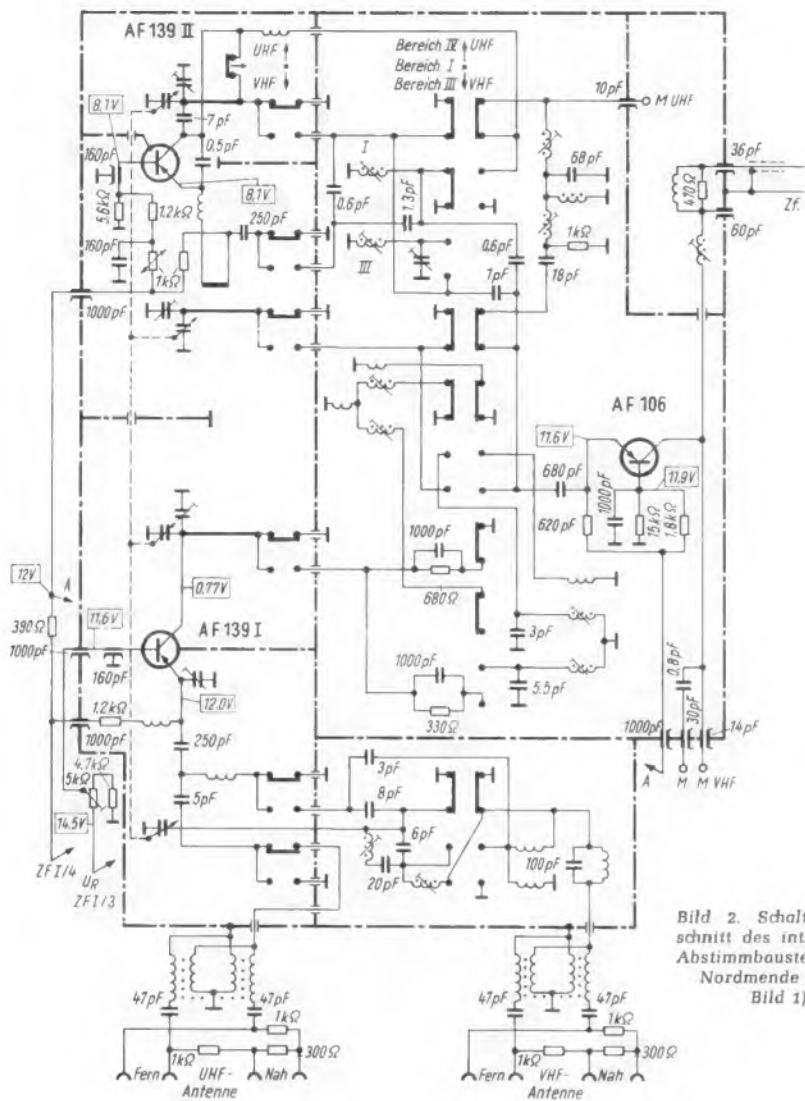 AF 139 II
UHF
VHF
Bereich IV UHF
Bereich I
Bereich III VHF
10pF
M UHF
8.1V
7pF
160pF
0.5pF
I
68pF
36pF
8.1V
0.6pF
1.3pF
410Ω
Zf.
5.6kΩ
1.2kΩ
250pF
60pF
III
1kΩ
160pF
1kΩ
0.6pF
18pF
1pF
1000pF
AF 106
11.6V
11.9V
680pF
1000pF
15kΩ
1.8kΩ
620pF
1000pF
12V
A
0.77V
680Ω
390Ω
11.6V
AF 139 I
3pF
1000pF
160pF
1000pF
0.8pF
12.0V
5.5pF
30pF
1.2kΩ
330Ω
1000pF
14pF
1000pF
250pF
4.7kΩ
3pF
5kΩ
8pF
A
M
M VHF
14.5V
5pF
6pF
100pF
ZF I/4
U_R
ZF I/3
20pF
Bild 2. Schalt
schnitt des int
Abstimmbauste
Nordmende
Bild 1)
47pF
47pF
47pF
47pF
1kΩ
1kΩ
1kΩ
300Ω
1kΩ
300Ω
Fern
UHF-
Antenne
Nah
Fern
VHF-
Antenne
Nah